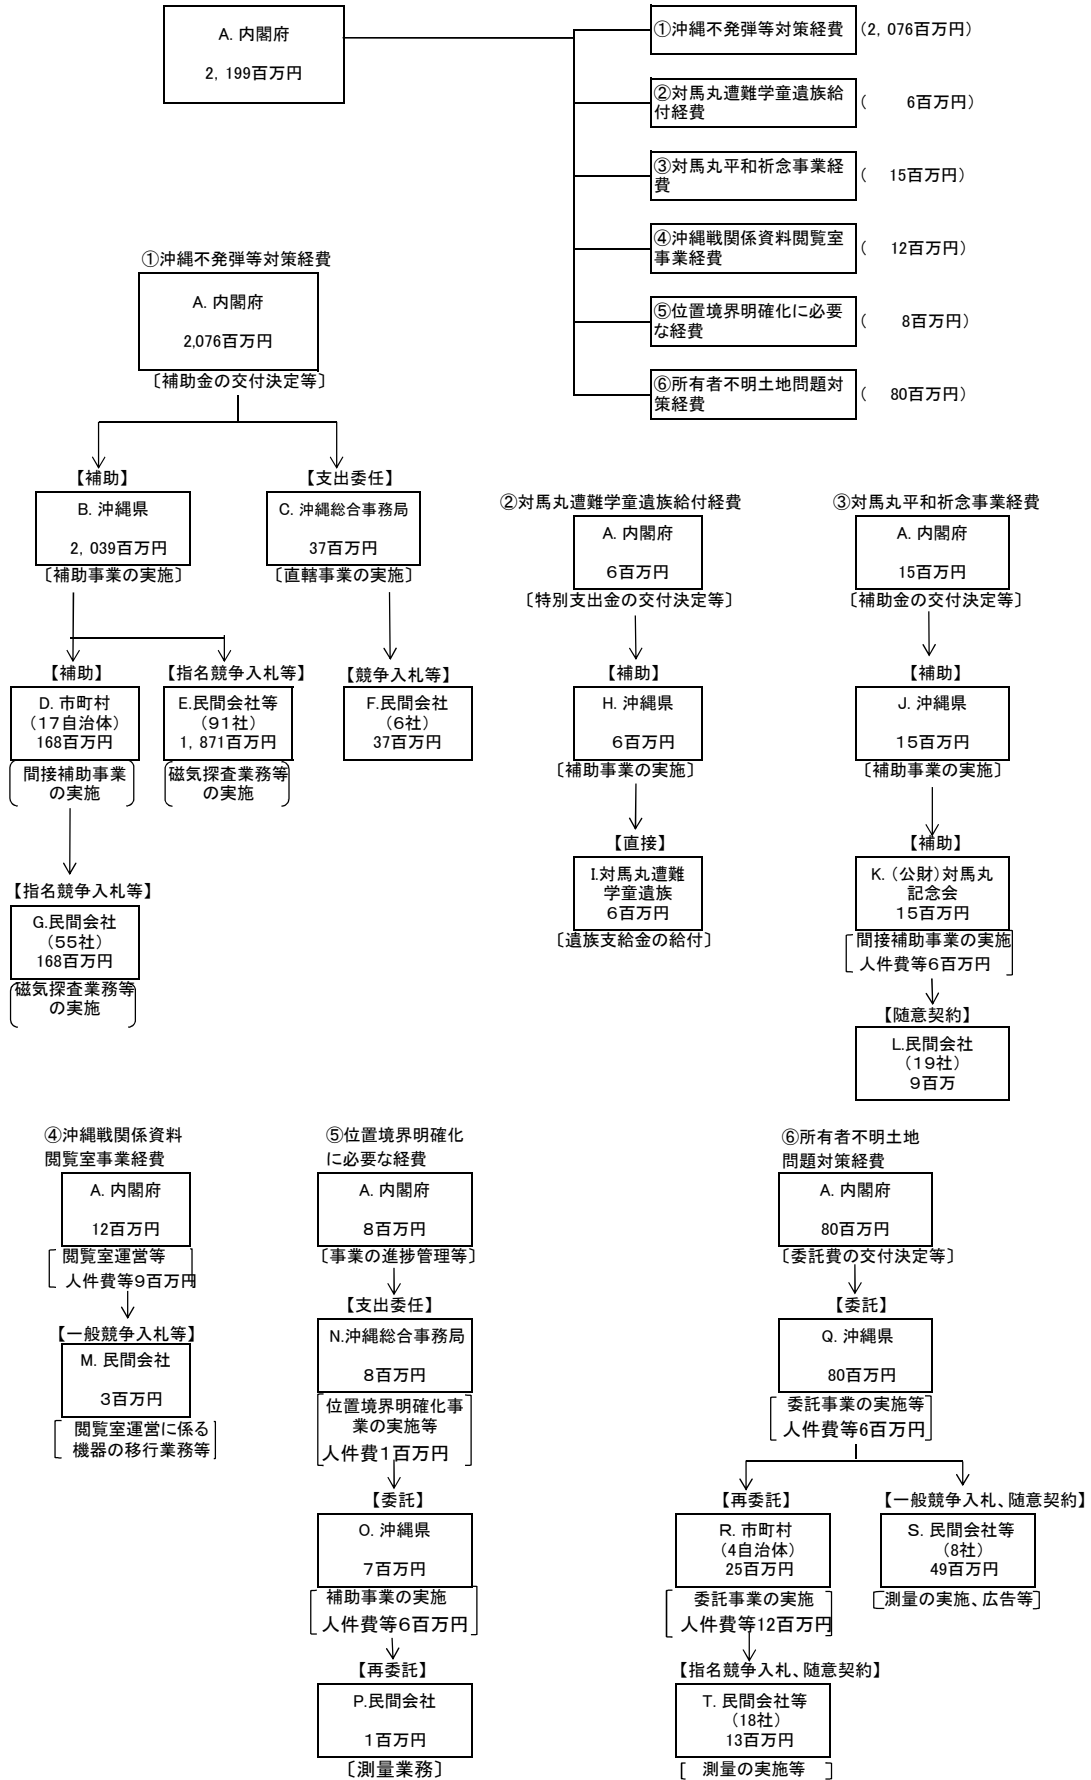 A. 内閣府
2, 199百万円
①沖縄不発弾等対策経費
(2, 076百万円)
②対馬丸遭難学童遺族給
付経費
( 6百万円)
③対馬丸平和祈念事業経
費
( 15百万円)
④沖縄戦関係資料閲覧室
事業経費
( 12百万円)
⑤位置境界明確化に必要
な経費
( 8百万円)
⑥所有者不明土地問題対
策経費
( 80百万円)
①沖縄不発弾等対策経費
A. 内閣府
2,076百万円
〔補助金の交付決定等〕
【補助】
B. 沖縄県
2, 039百万円
〔補助事業の実施〕
【支出委任】
C. 沖縄総合事務局
37百万円
〔直轄事業の実施〕
【補助】
D. 市町村
(17自治体)
168百万円
間接補助事業
の実施
【指名競争入札等】
E.民間会社等
(91社)
1, 871百万円
磁気探査業務等
の実施
【競争入札等】
F.民間会社
(6社)
37百万円
【指名競争入札等】
G.民間会社
(55社)
168百万円
磁気探査業務等
の実施
②対馬丸遭難学童遺族給付経費
A. 内閣府
6百万円
〔特別支出金の交付決定等〕
【補助】
H. 沖縄県
6百万円
〔補助事業の実施〕
【直接】
I.対馬丸遭難
学童遺族
6百万円
〔遺族支給金の給付〕
③対馬丸平和祈念事業経費
A. 内閣府
15百万円
〔補助金の交付決定等〕
【補助】
J. 沖縄県
15百万円
〔補助事業の実施〕
【補助】
K. (公財)対馬丸
記念会
15百万円
間接補助事業の実施
人件費等6百万円
【随意契約】
L.民間会社
(19社)
9百万
④沖縄戦関係資料
閲覧室事業経費
A. 内閣府
12百万円
閲覧室運営等
人件費等9百万円
【一般競争入札等】
M. 民間会社
3百万円
閲覧室運営に係る
機器の移行業務等
⑤位置境界明確化
に必要な経費
A. 内閣府
8百万円
〔事業の進捗管理等〕
【支出委任】
N.沖縄総合事務局
8百万円
位置境界明確化事
業の実施等
人件費1百万円
【委託】
O. 沖縄県
7百万円
補助事業の実施
人件費等6百万円
【再委託】
P.民間会社
1百万円
〔測量業務〕
⑥所有者不明土地
問題対策経費
A. 内閣府
80百万円
〔委託費の交付決定等〕
【委託】
Q. 沖縄県
80百万円
委託事業の実施等
人件費等6百万円
【再委託】
R. 市町村
(4自治体)
25百万円
委託事業の実施
人件費等12百万円
【一般競争入札、随意契約】
S. 民間会社等
(8社)
49百万円
測量の実施、広告等
【指名競争入札、随意契約】
T. 民間会社等
(18社)
13百万円
測量の実施等